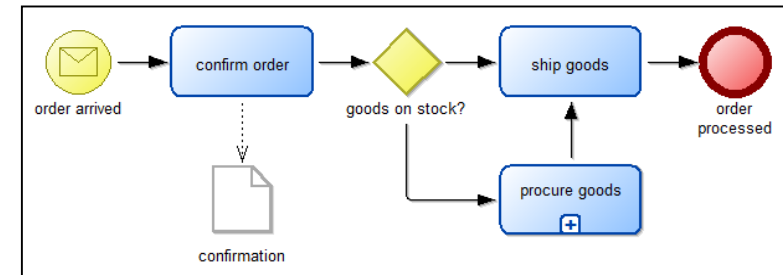 order arrived
confirm order
goods on stock?
ship goods
order
processed
procure goods
confirmation